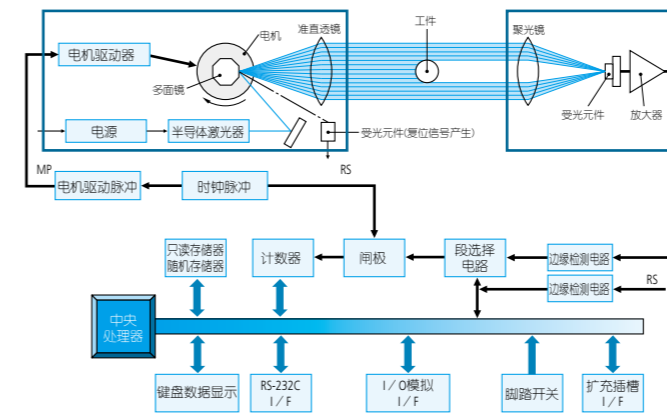 电机驱动器
电机
准直透镜
工件
聚光镜
多面镜
受光元件
放大器
电源
半导体激光器
受光元件(复位信号产生)
MP
RS
电机驱动脉冲
时钟脉冲
只读存储器
随机存储器
计数器
闸极
段选择
电路
边缘检测电路
边缘检测电路
RS
中央
处理器
键盘数据显示
RS-232C
I/F
I/O模拟
I/F
脚踏开关
扩充插槽
I/F